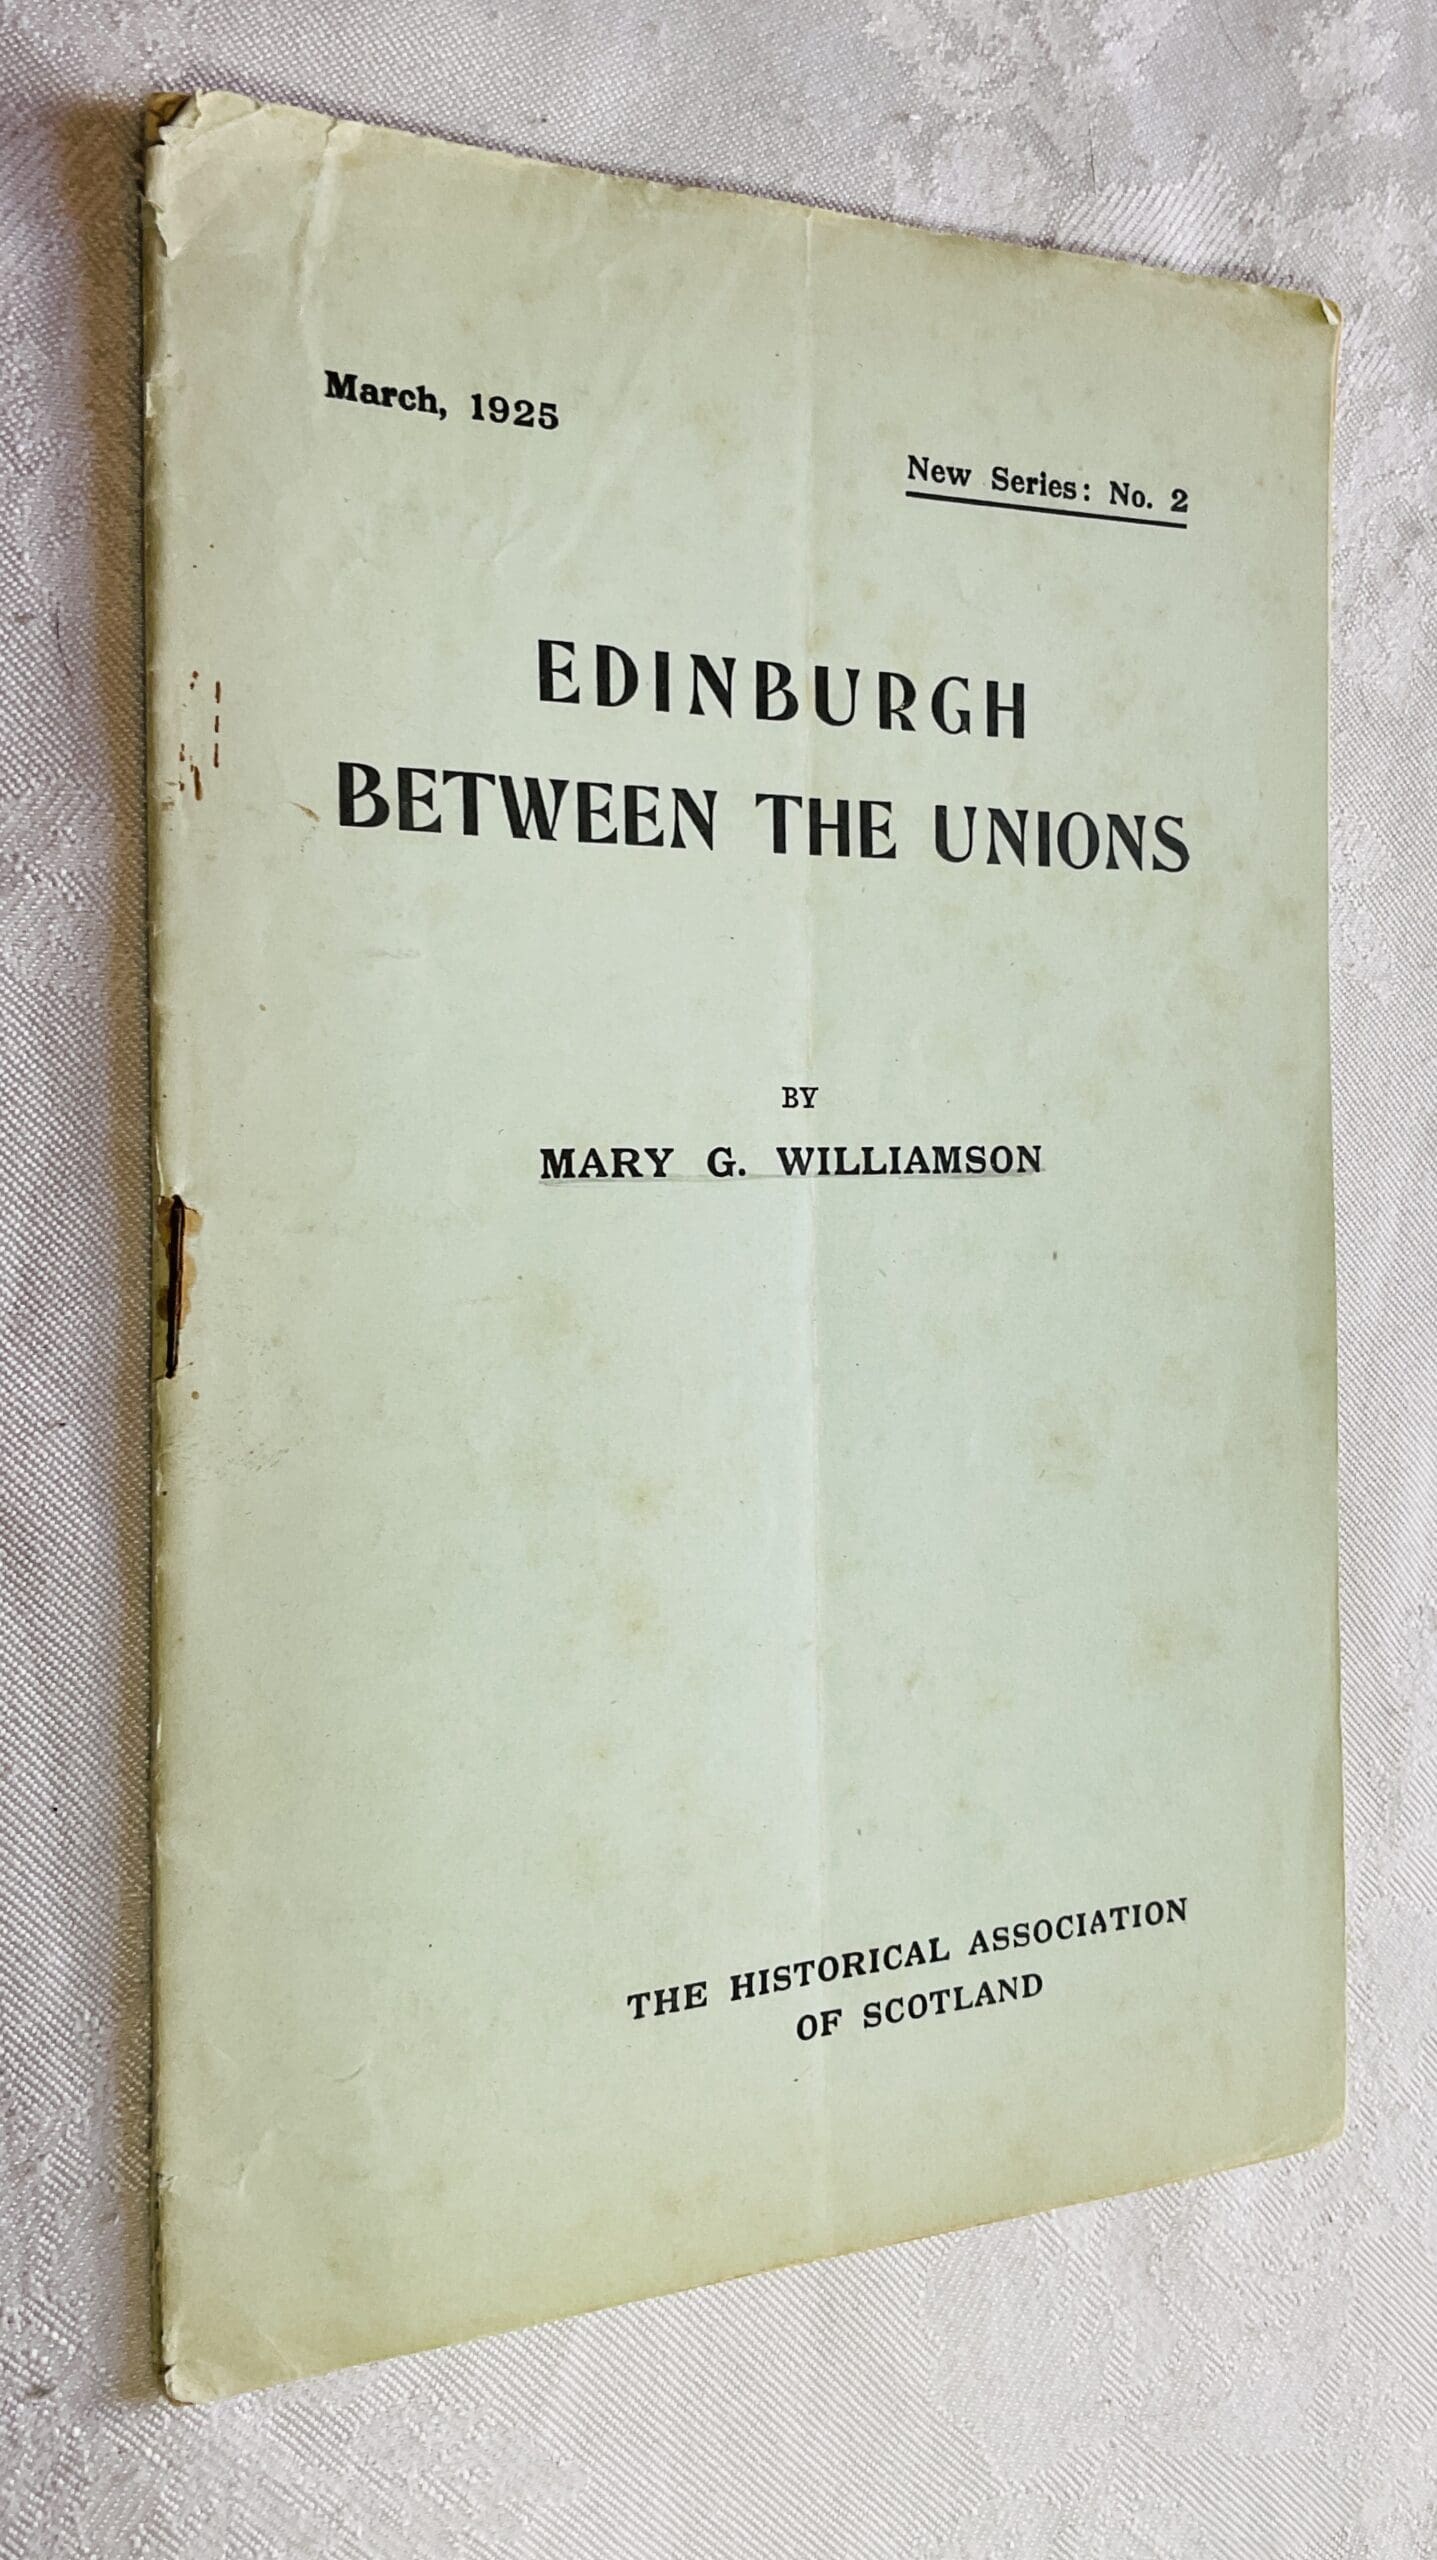 March, 1925
New Series: No. 2
EDINBURGH
BETWEEN THE UNIONS
BY
MARY G. WILLIAMSON
THE HISTORICAL ASSOCIATION
OF SCOTLAND